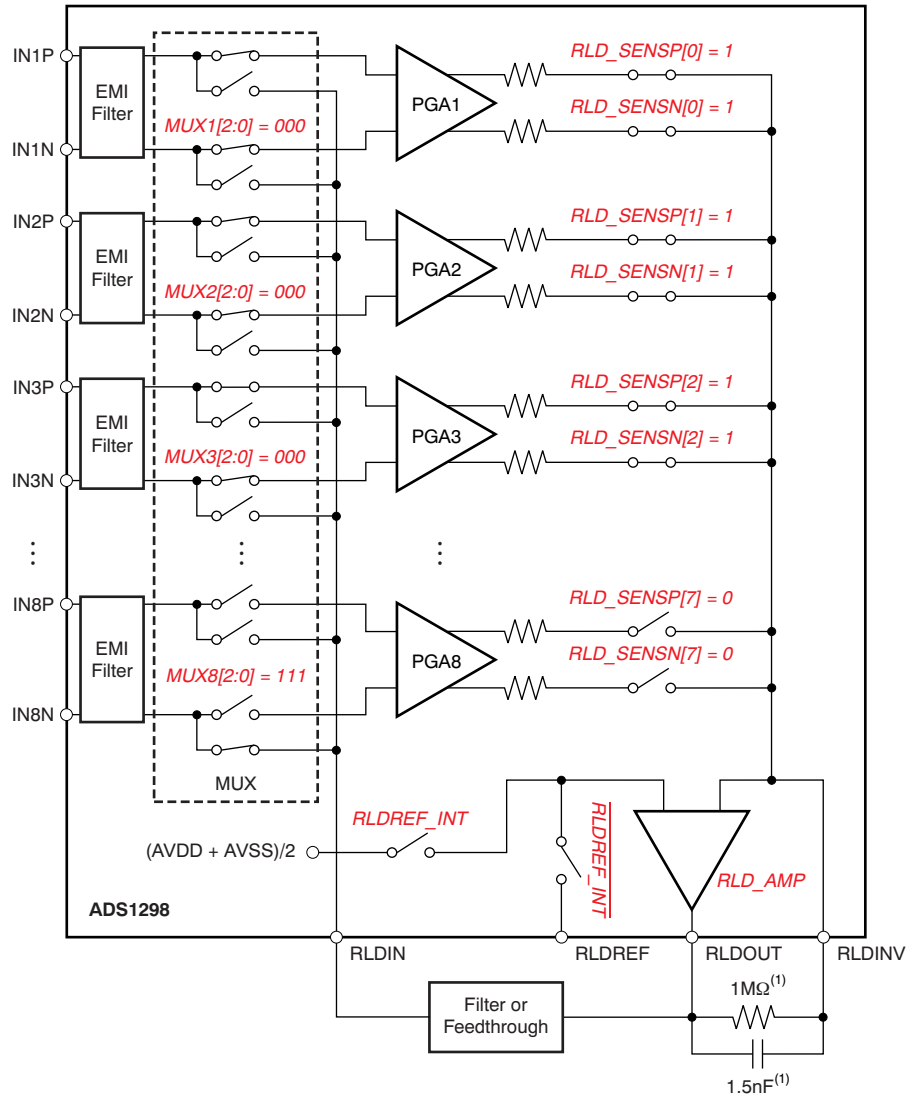 IN1P
EMI
Filter
IN1N
MUX1[2:0] = 000
PGA1
RLD_SENSP[0] = 1
RLD_SENSN[0] = 1
IN2P
EMI
Filter
IN2N
MUX2[2:0] = 000
PGA2
RLD_SENSP[1] = 1
RLD_SENSN[1] = 1
IN3P
EMI
Filter
IN3N
MUX3[2:0] = 000
PGA3
RLD_SENSP[2] = 1
RLD_SENSN[2] = 1
IN8P
EMI
Filter
IN8N
MUX8[2:0] = 111
MUX
PGA8
RLD_SENSP[7] = 0
RLD_SENSN[7] = 0
RLDREF_INT
(AVDD + AVSS)/2
RLDREF_INT
RLD_AMP
ADS1298
RLDIN
RLDREF
RLDOUT
RLDINV
Filter or
Feedthrough
1MΩ(1)
1.5nF(1)